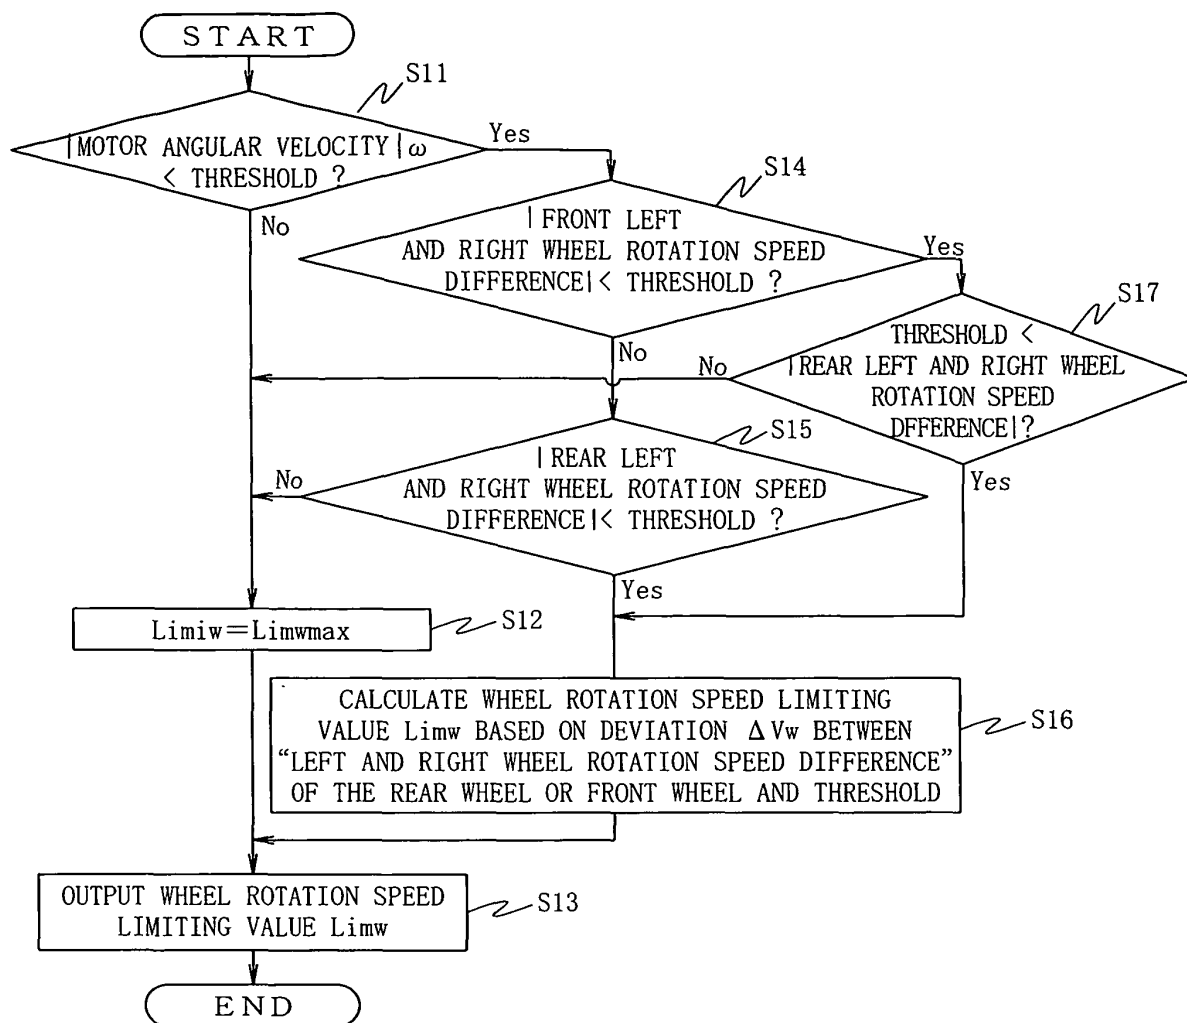 START
S11
|MOTOR ANGULAR VELOCITY|ω
< THRESHOLD ?
Yes
No
S14
|FRONT LEFT
AND RIGHT WHEEL ROTATION SPEED
DIFFERENCE|< THRESHOLD ?
Yes
No
S17
THRESHOLD <
|REAR LEFT AND RIGHT WHEEL
ROTATION SPEED
DFFERENCE|?
No
Yes
S15
|REAR LEFT
AND RIGHT WHEEL ROTATION SPEED
DIFFERENCE|< THRESHOLD ?
No
Yes
Limiw=Limwmax
S12
CALCULATE WHEEL ROTATION SPEED LIMITING
VALUE Limw BASED ON DEVIATION ΔVw BETWEEN
“LEFT AND RIGHT WHEEL ROTATION SPEED DIFFERENCE”
OF THE REAR WHEEL OR FRONT WHEEL AND THRESHOLD
S16
OUTPUT WHEEL ROTATION SPEED
LIMITING VALUE Limw
S13
END